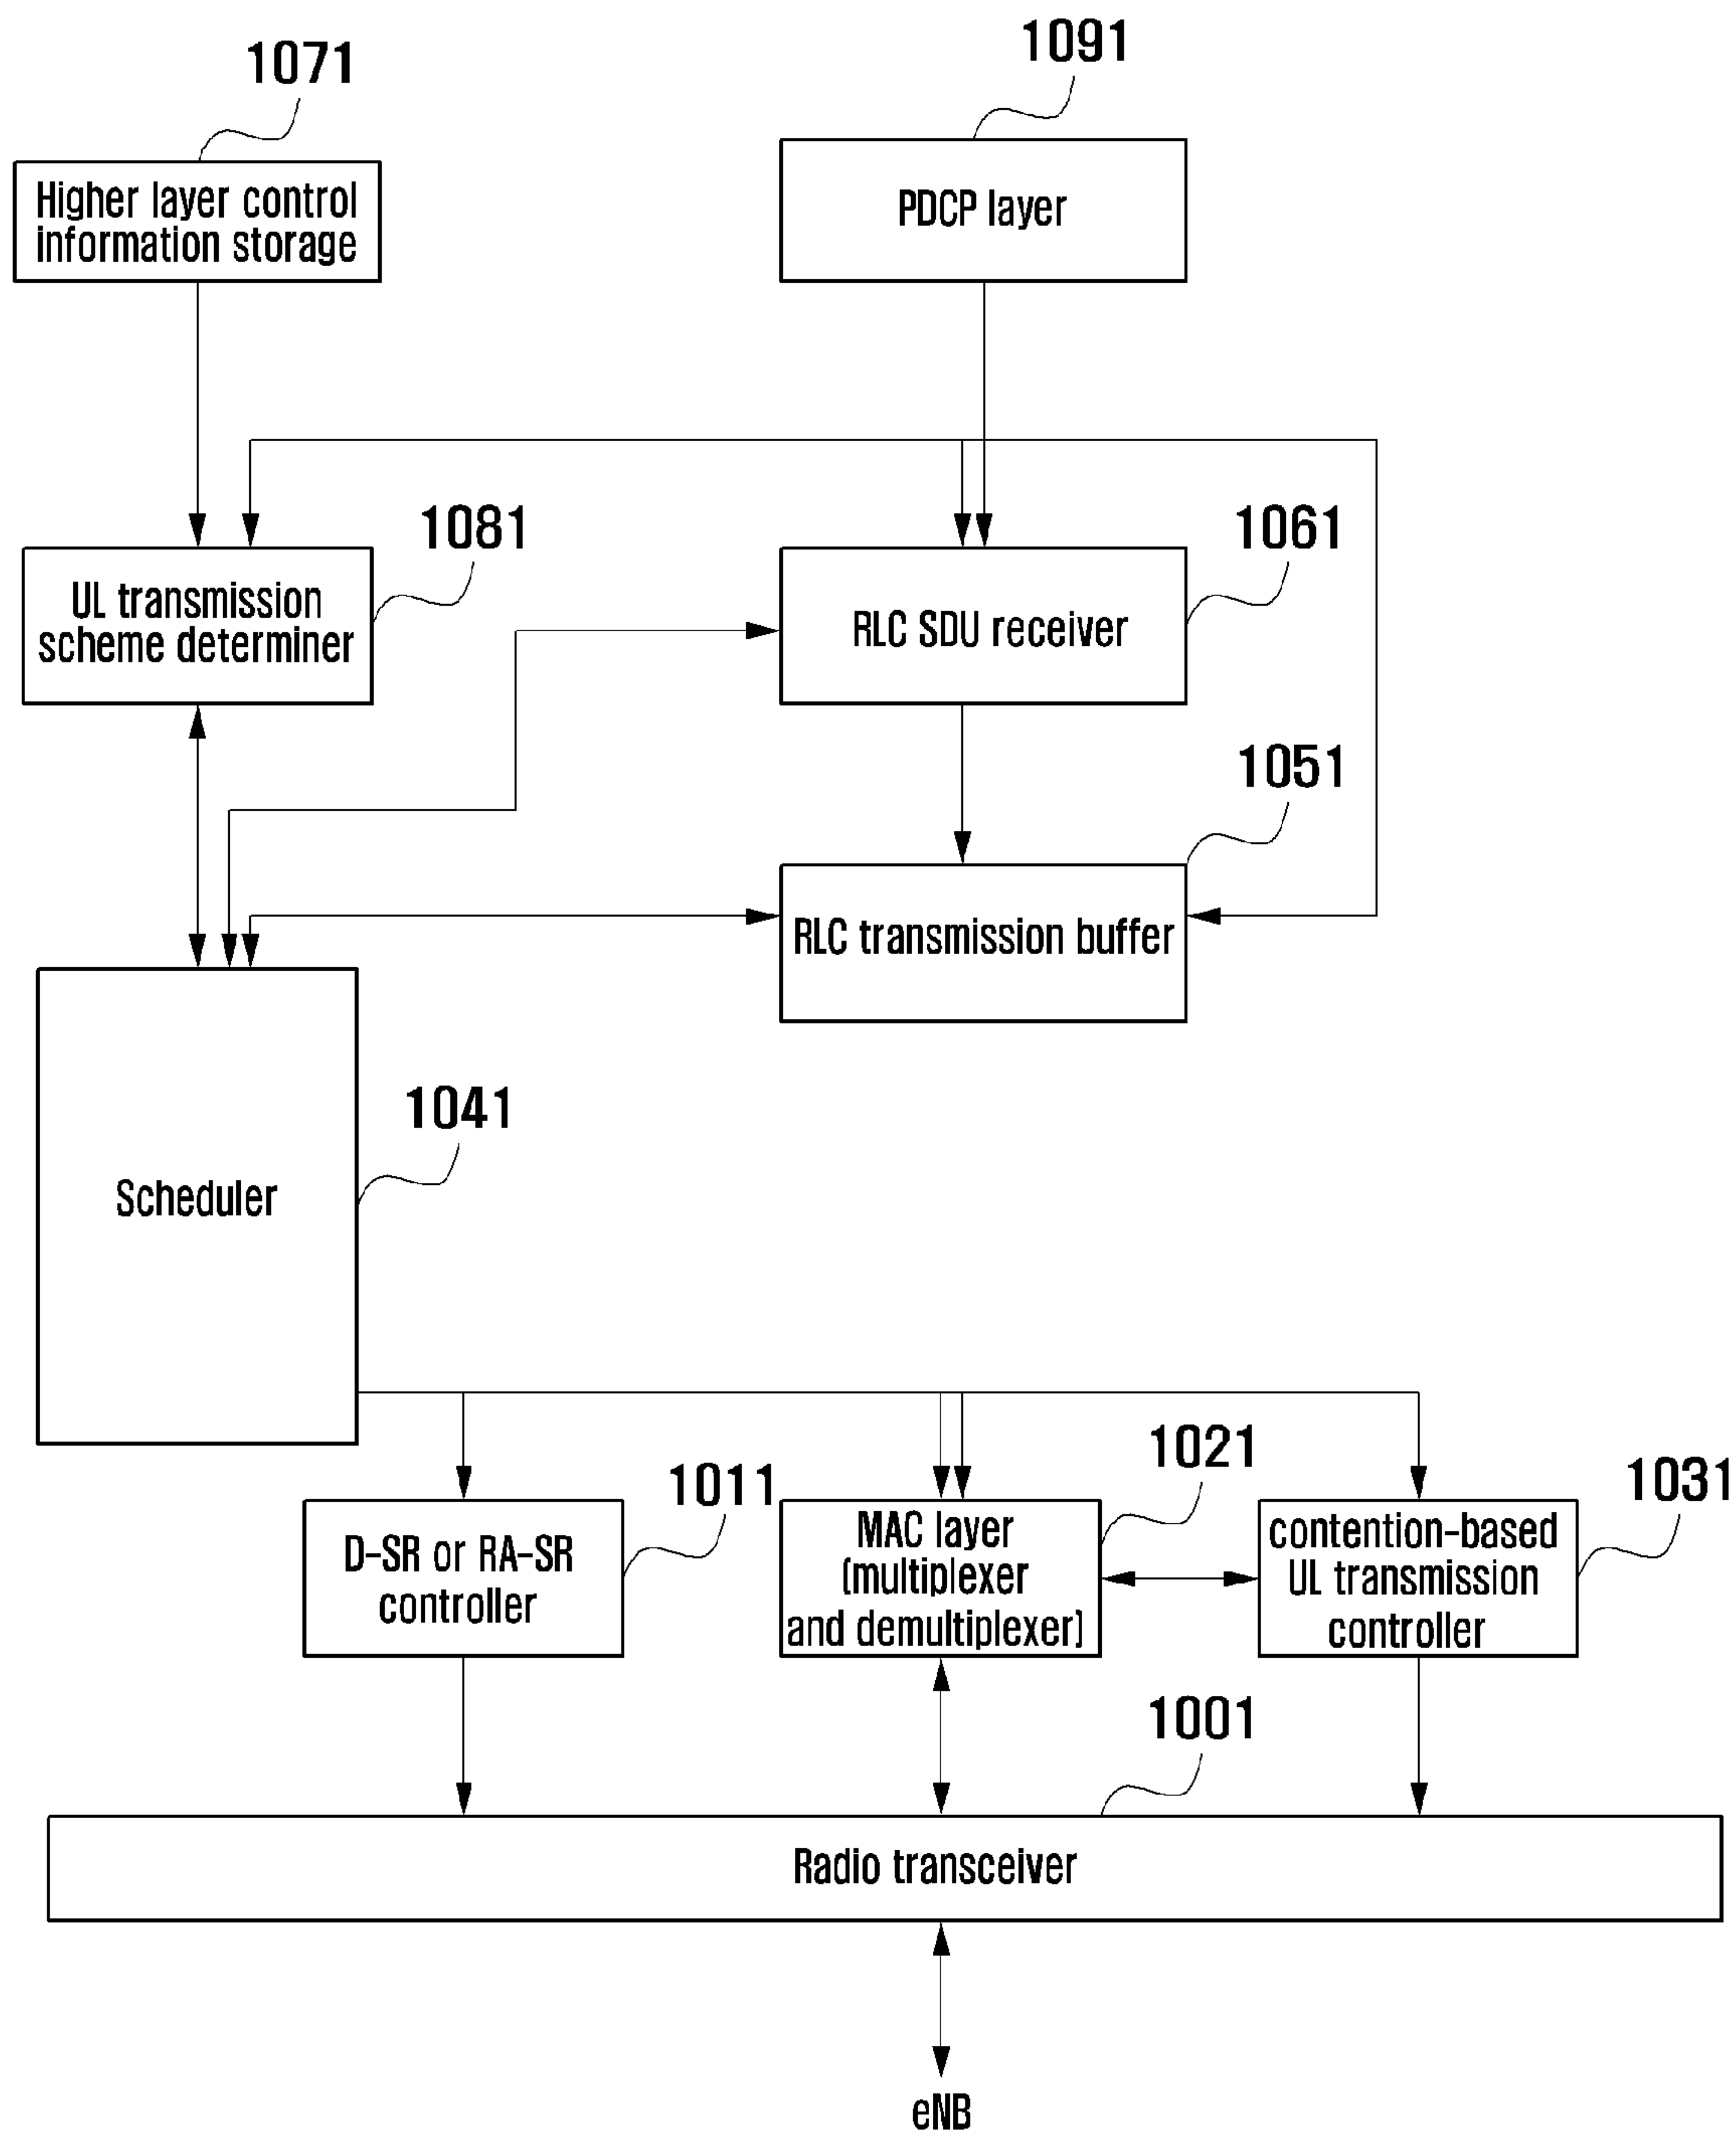 1071
1091
Higher layer control
information storage
PDCP layer
1081
1061
UL transmission
scheme determiner
RLC SDU receiver
1051
RLC transmission buffer
1041
Scheduler
1011
1021
1031
D-SR or RA-SR
controller
MAC layer
(multiplexer
and demultiplexer)
contention-based
UL transmission
controller
1001
Radio transceiver
eNB